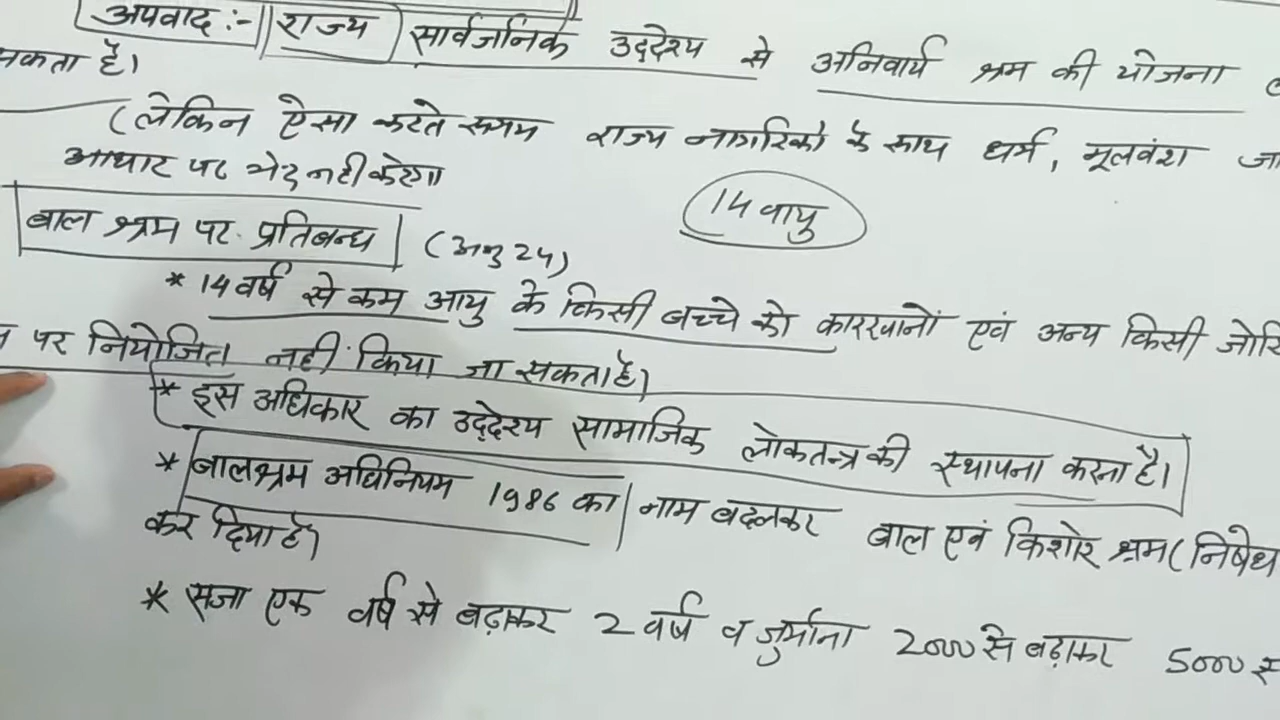 अपवाद :- राज्य सार्वजनिक उद्देश्य से अनिवार्य श्रम की योजना
सकता है।
(लेकिन ऐसा करते समय राज्य नागरिको के साथ धर्म, मूलवंश
आधार पर भेद नही करेगा
14 वायु
बाल श्रम पर प्रतिबन्ध (अनु 24)
* 14 वर्ष से कम आयु के किसी बच्चे को कारखानों एवं अन्य किसी
पर नियोजित नहीं किया जा सकता है।
* इस अधिकार का उद्देश्य सामाजिक लोकतन्त्र की स्थापना करना है।
* बालश्रम अधिनियम 1986 का नाम बदलकर बाल एवं किशोर श्रम (निषेध
कर दिया है।
* सजा एक वर्ष से बढ़ाकर 2 वर्ष व जुर्माना 2000 से बढ़ाकर 5000